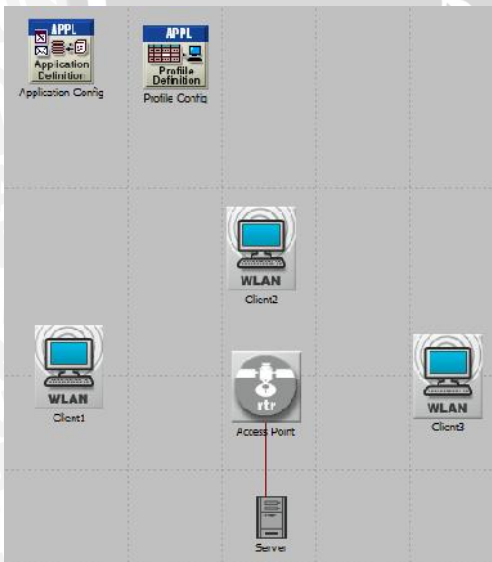 APPL
Application
Definition
Application Config
APPL
Profile
Definition
Profile Config
WLAN
Client2
WLAN
Client1
rtr
Access Point
WLAN
Client3
Server